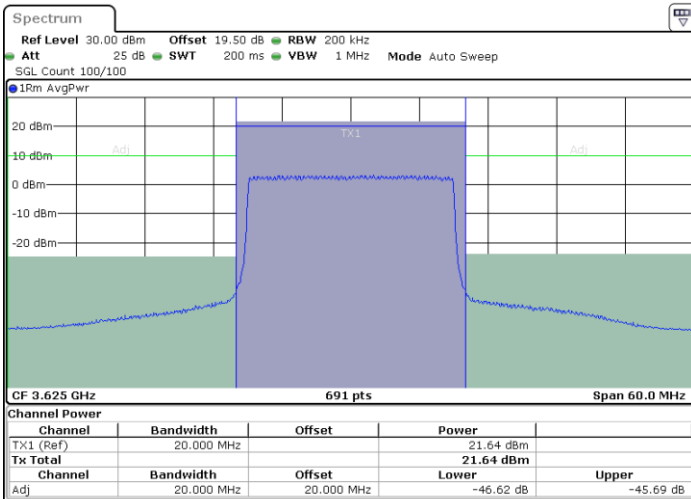 Spectrum
Ref Level 30.00 dBm Offset 19.50 dB RBW 200 kHz
Att 25 dB SWT 200 ms VBW 1 MHz Mode Auto Sweep
SGL Count 100/100
1Rm AvgPwr
20 dBm
TX1
10 dBm
Adj
Adj
0 dBm
-10 dBm
-20 dBm
CF 3.625 GHz 691 pts Span 60.0 MHz
Channel Power
Channel Bandwidth Offset Power
TX1 (Ref) 20.000 MHz 21.64 dBm
Tx Total 21.64 dBm
Channel Bandwidth Offset Lower Upper
Adj 20.000 MHz 20.000 MHz -46.62 dB -45.69 dB